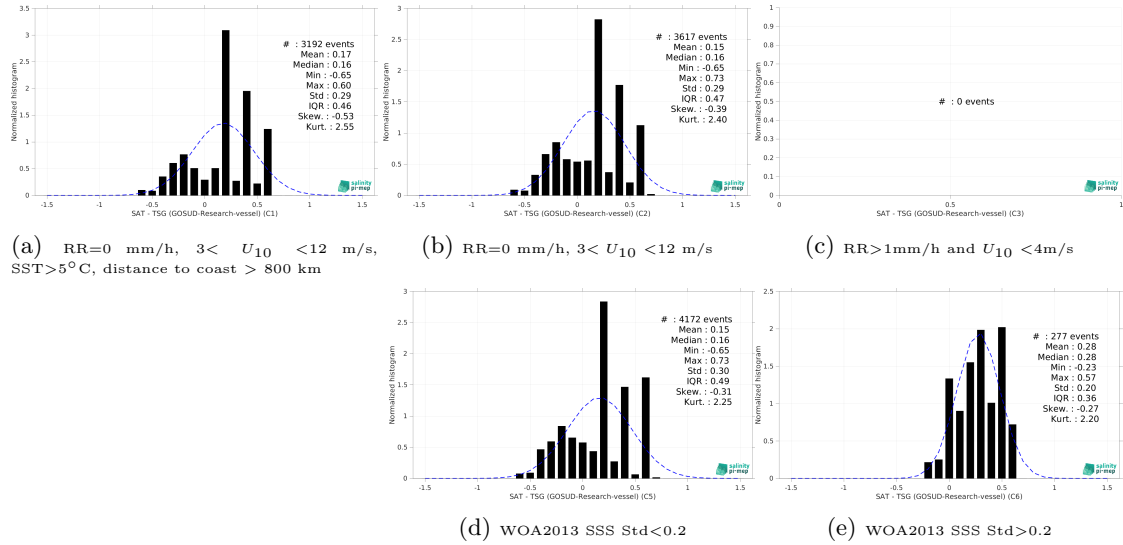 3.5
3
2.5
2
1.5
1
0.5
0
-1.5
-1
-0.5
0
0.5
1
1.5
Normalized histogram
SAT - TSG (GOSUD-Research-vessel) (C1)
# : 3192 events
Mean : 0.17
Median : 0.16
Min : -0.65
Max : 0.60
Std : 0.29
IQR : 0.46
Skew. : -0.53
Kurt. : 2.55
salinity
pi-mep
(a) RR=0 mm/h, 3< U10 <12 m/s,
SST>5°C, distance to coast > 800 km
3
2.5
2
1.5
1
0.5
0
-1.5
-1
-0.5
0
0.5
1
1.5
Normalized histogram
SAT - TSG (GOSUD-Research-vessel) (C2)
# : 3617 events
Mean : 0.15
Median : 0.16
Min : -0.65
Max : 0.73
Std : 0.29
IQR : 0.47
Skew. : -0.39
Kurt. : 2.40
salinity
pi-mep
(b) RR=0 mm/h, 3< U10 <12 m/s
1
0.9
0.8
0.7
0.6
0.5
0.4
0.3
0.2
0.1
0
0
0.5
1
Normalized histogram
SAT - TSG (GOSUD-Research-vessel) (C3)
# : 0 events
salinity
pi-mep
(c) RR>1mm/h and U10 <4m/s
3
2.5
2
1.5
1
0.5
0
-1.5
-1
-0.5
0
0.5
1
1.5
Normalized histogram
SAT - TSG (GOSUD-Research-vessel) (C5)
# : 4172 events
Mean : 0.15
Median : 0.16
Min : -0.65
Max : 0.73
Std : 0.30
IQR : 0.49
Skew. : -0.31
Kurt. : 2.25
salinity
pi-mep
(d) WOA2013 SSS Std<0.2
2.5
2
1.5
1
0.5
0
-1.5
-1
-0.5
0
0.5
1
1.5
Normalized histogram
SAT - TSG (GOSUD-Research-vessel) (C6)
# : 277 events
Mean : 0.28
Median : 0.28
Min : -0.23
Max : 0.57
Std : 0.20
IQR : 0.36
Skew. : -0.27
Kurt. : 2.20
salinity
pi-mep
(e) WOA2013 SSS Std>0.2